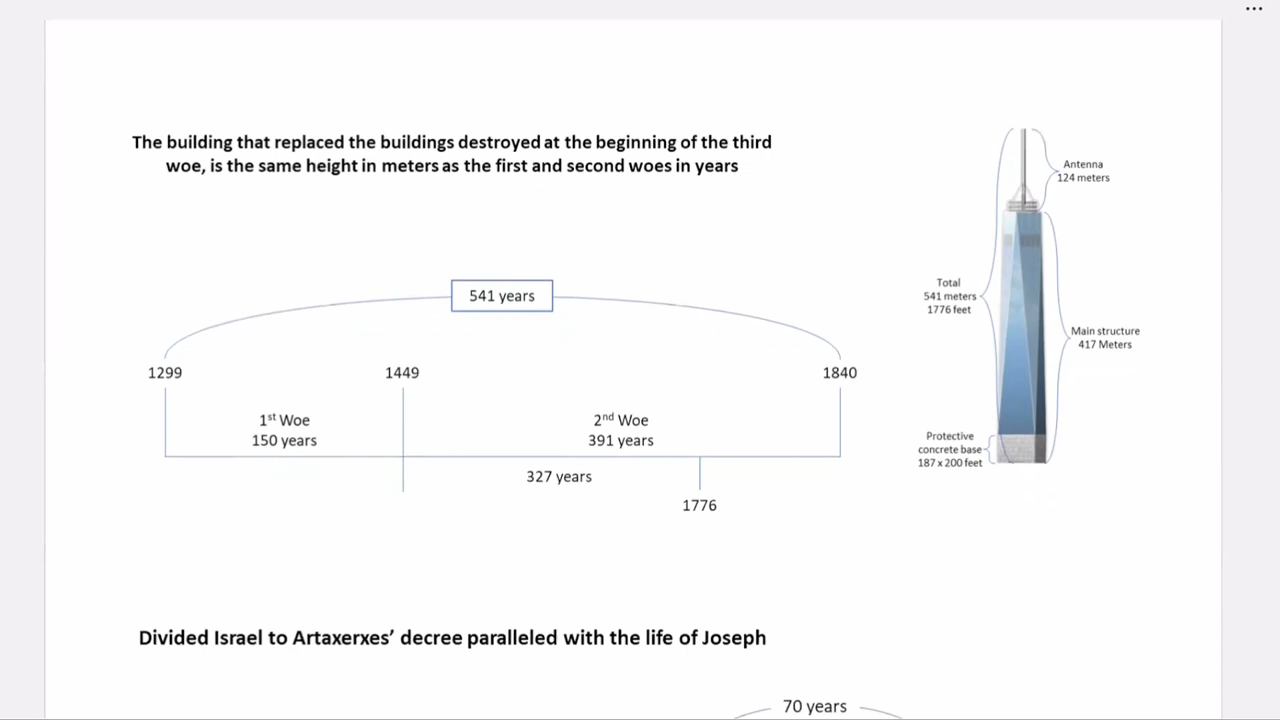 The building that replaced the buildings destroyed at the beginning of the third
woe, is the same height in meters as the first and second woes in years
Antenna
124 meters
Total
541 meters
1776 feet
Main structure
417 Meters
Protective
concrete base
187 x 200 feet
541 years
1299
1449
1840
1st Woe
150 years
2nd Woe
391 years
327 years
1776
Divided Israel to Artaxerxes’ decree paralleled with the life of Joseph
70 years